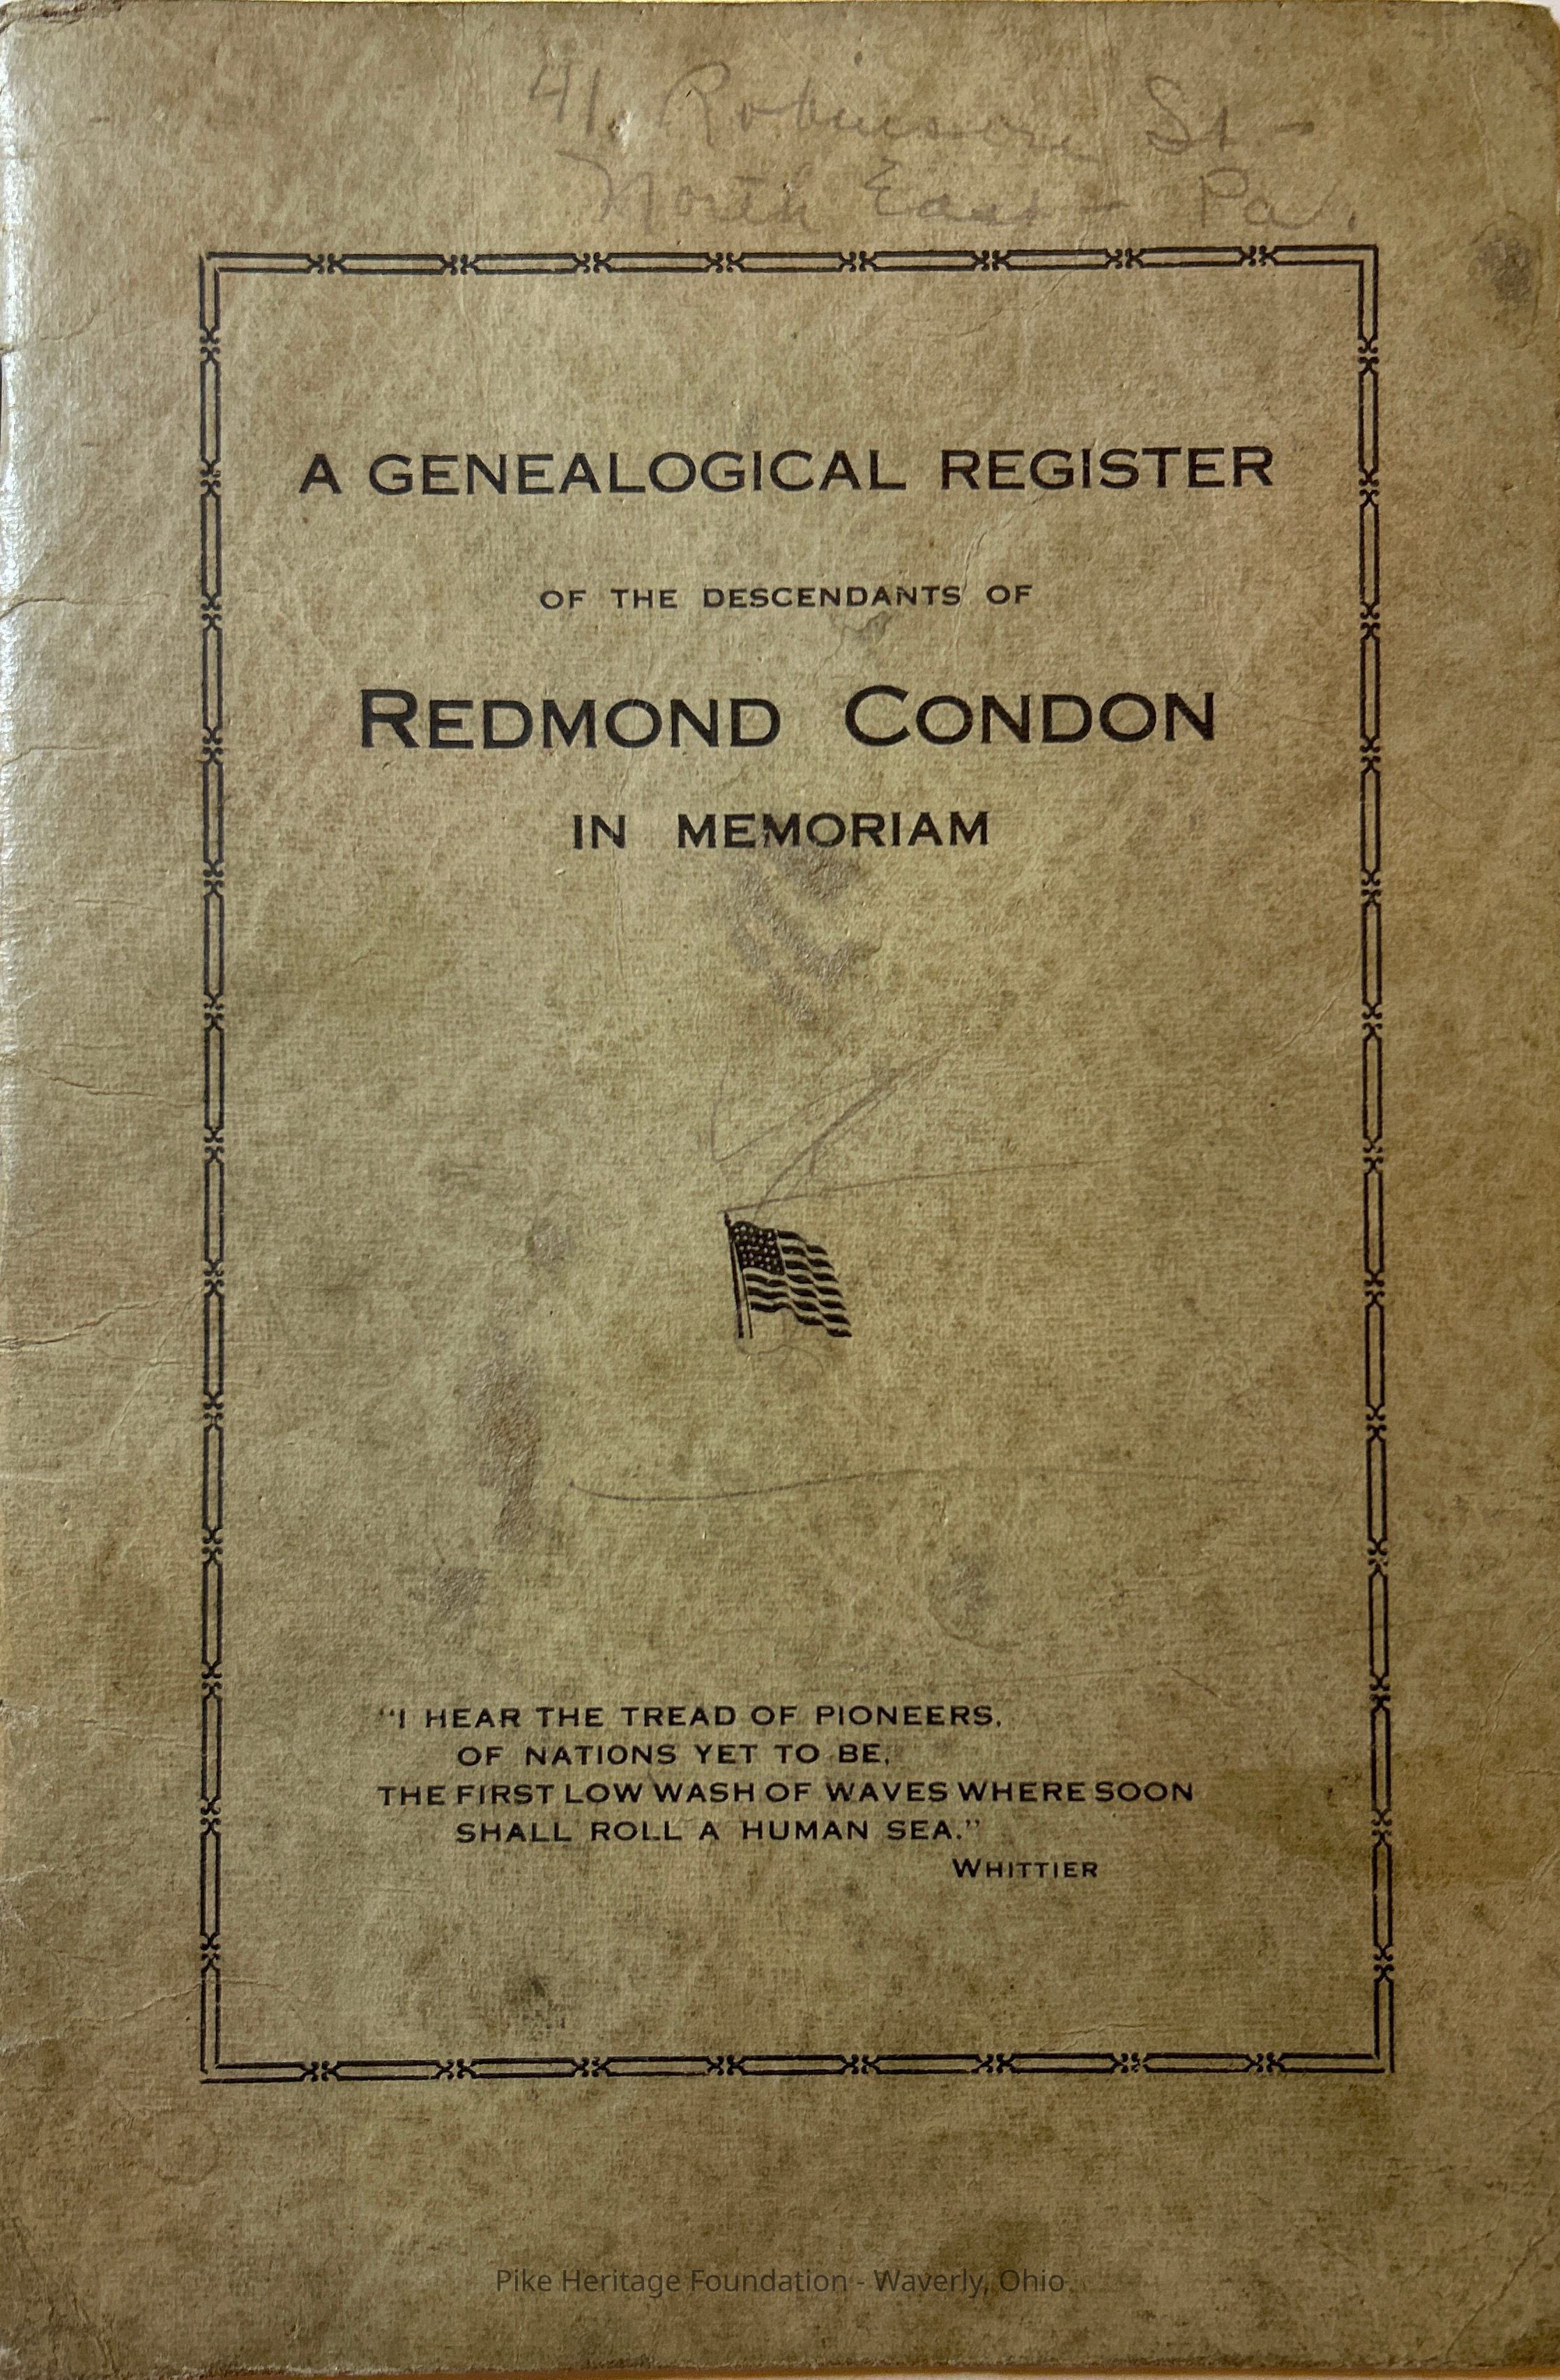 41 Robinson St -
North East - Pa.
A GENEALOGICAL REGISTER
OF THE DESCENDANTS OF
REDMOND CONDON
IN MEMORIAM
"I HEAR THE TREAD OF PIONEERS,
OF NATIONS YET TO BE,
THE FIRST LOW WASH OF WAVES WHERE SOON
SHALL ROLL A HUMAN SEA."
WHITTIER
Pike Heritage Foundation - Waverly, Ohio